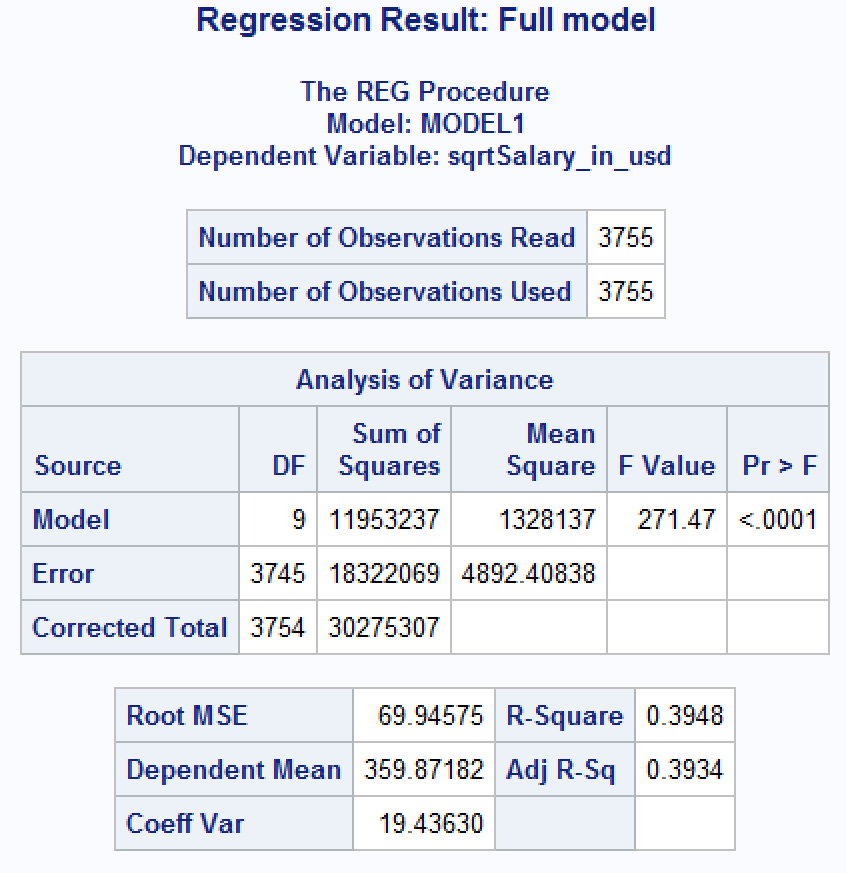 Regression Result: Full model
The REG Procedure
Model: MODEL1
Dependent Variable: sqrtSalary_in_usd
Number of Observations Read 3755
Number of Observations Used 3755
Analysis of Variance
Source DF Sum of Squares Mean Square F Value Pr > F
Model 9 11953237 1328137 271.47 <.0001
Error 3745 18322069 4892.40838
Corrected Total 3754 30275307
Root MSE 69.94575 R-Square 0.3948
Dependent Mean 359.87182 Adj R-Sq 0.3934
Coeff Var 19.43630